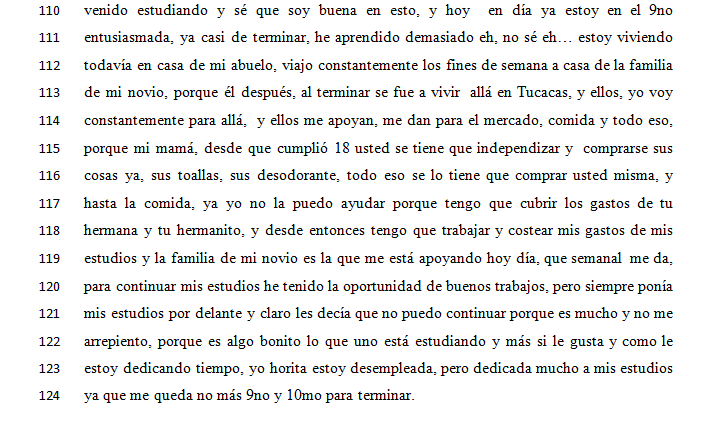 110 venido estudiando y sé que soy buena en esto, y hoy en día ya estoy en el 9no
111 entusiasmada, ya casi de terminar, he aprendido demasiado eh, no sé eh… estoy viviendo
112 todavía en casa de mi abuelo, viajo constantemente los fines de semana a casa de la familia
113 de mi novio, porque él después, al terminar se fue a vivir allá en Tucacas, y ellos, yo voy
114 constantemente para allá, y ellos me apoyan, me dan para el mercado, comida y todo eso,
115 porque mi mamá, desde que cumplió 18 usted se tiene que independizar y comprarse sus
116 cosas ya, sus toallas, sus desodorante, todo eso se lo tiene que comprar usted misma, y
117 hasta la comida, ya yo no la puedo ayudar porque tengo que cubrir los gastos de tu
118 hermana y tu hermanito, y desde entonces tengo que trabajar y costear mis gastos de mis
119 estudios y la familia de mi novio es la que me está apoyando hoy día, que semanal me da,
120 para continuar mis estudios he tenido la oportunidad de buenos trabajos, pero siempre ponía
121 mis estudios por delante y claro les decía que no puedo continuar porque es mucho y no me
122 arrepiento, porque es algo bonito lo que uno está estudiando y más si le gusta y como le
123 estoy dedicando tiempo, yo horita estoy desempleada, pero dedicada mucho a mis estudios
124 ya que me queda no más 9no y 10mo para terminar.